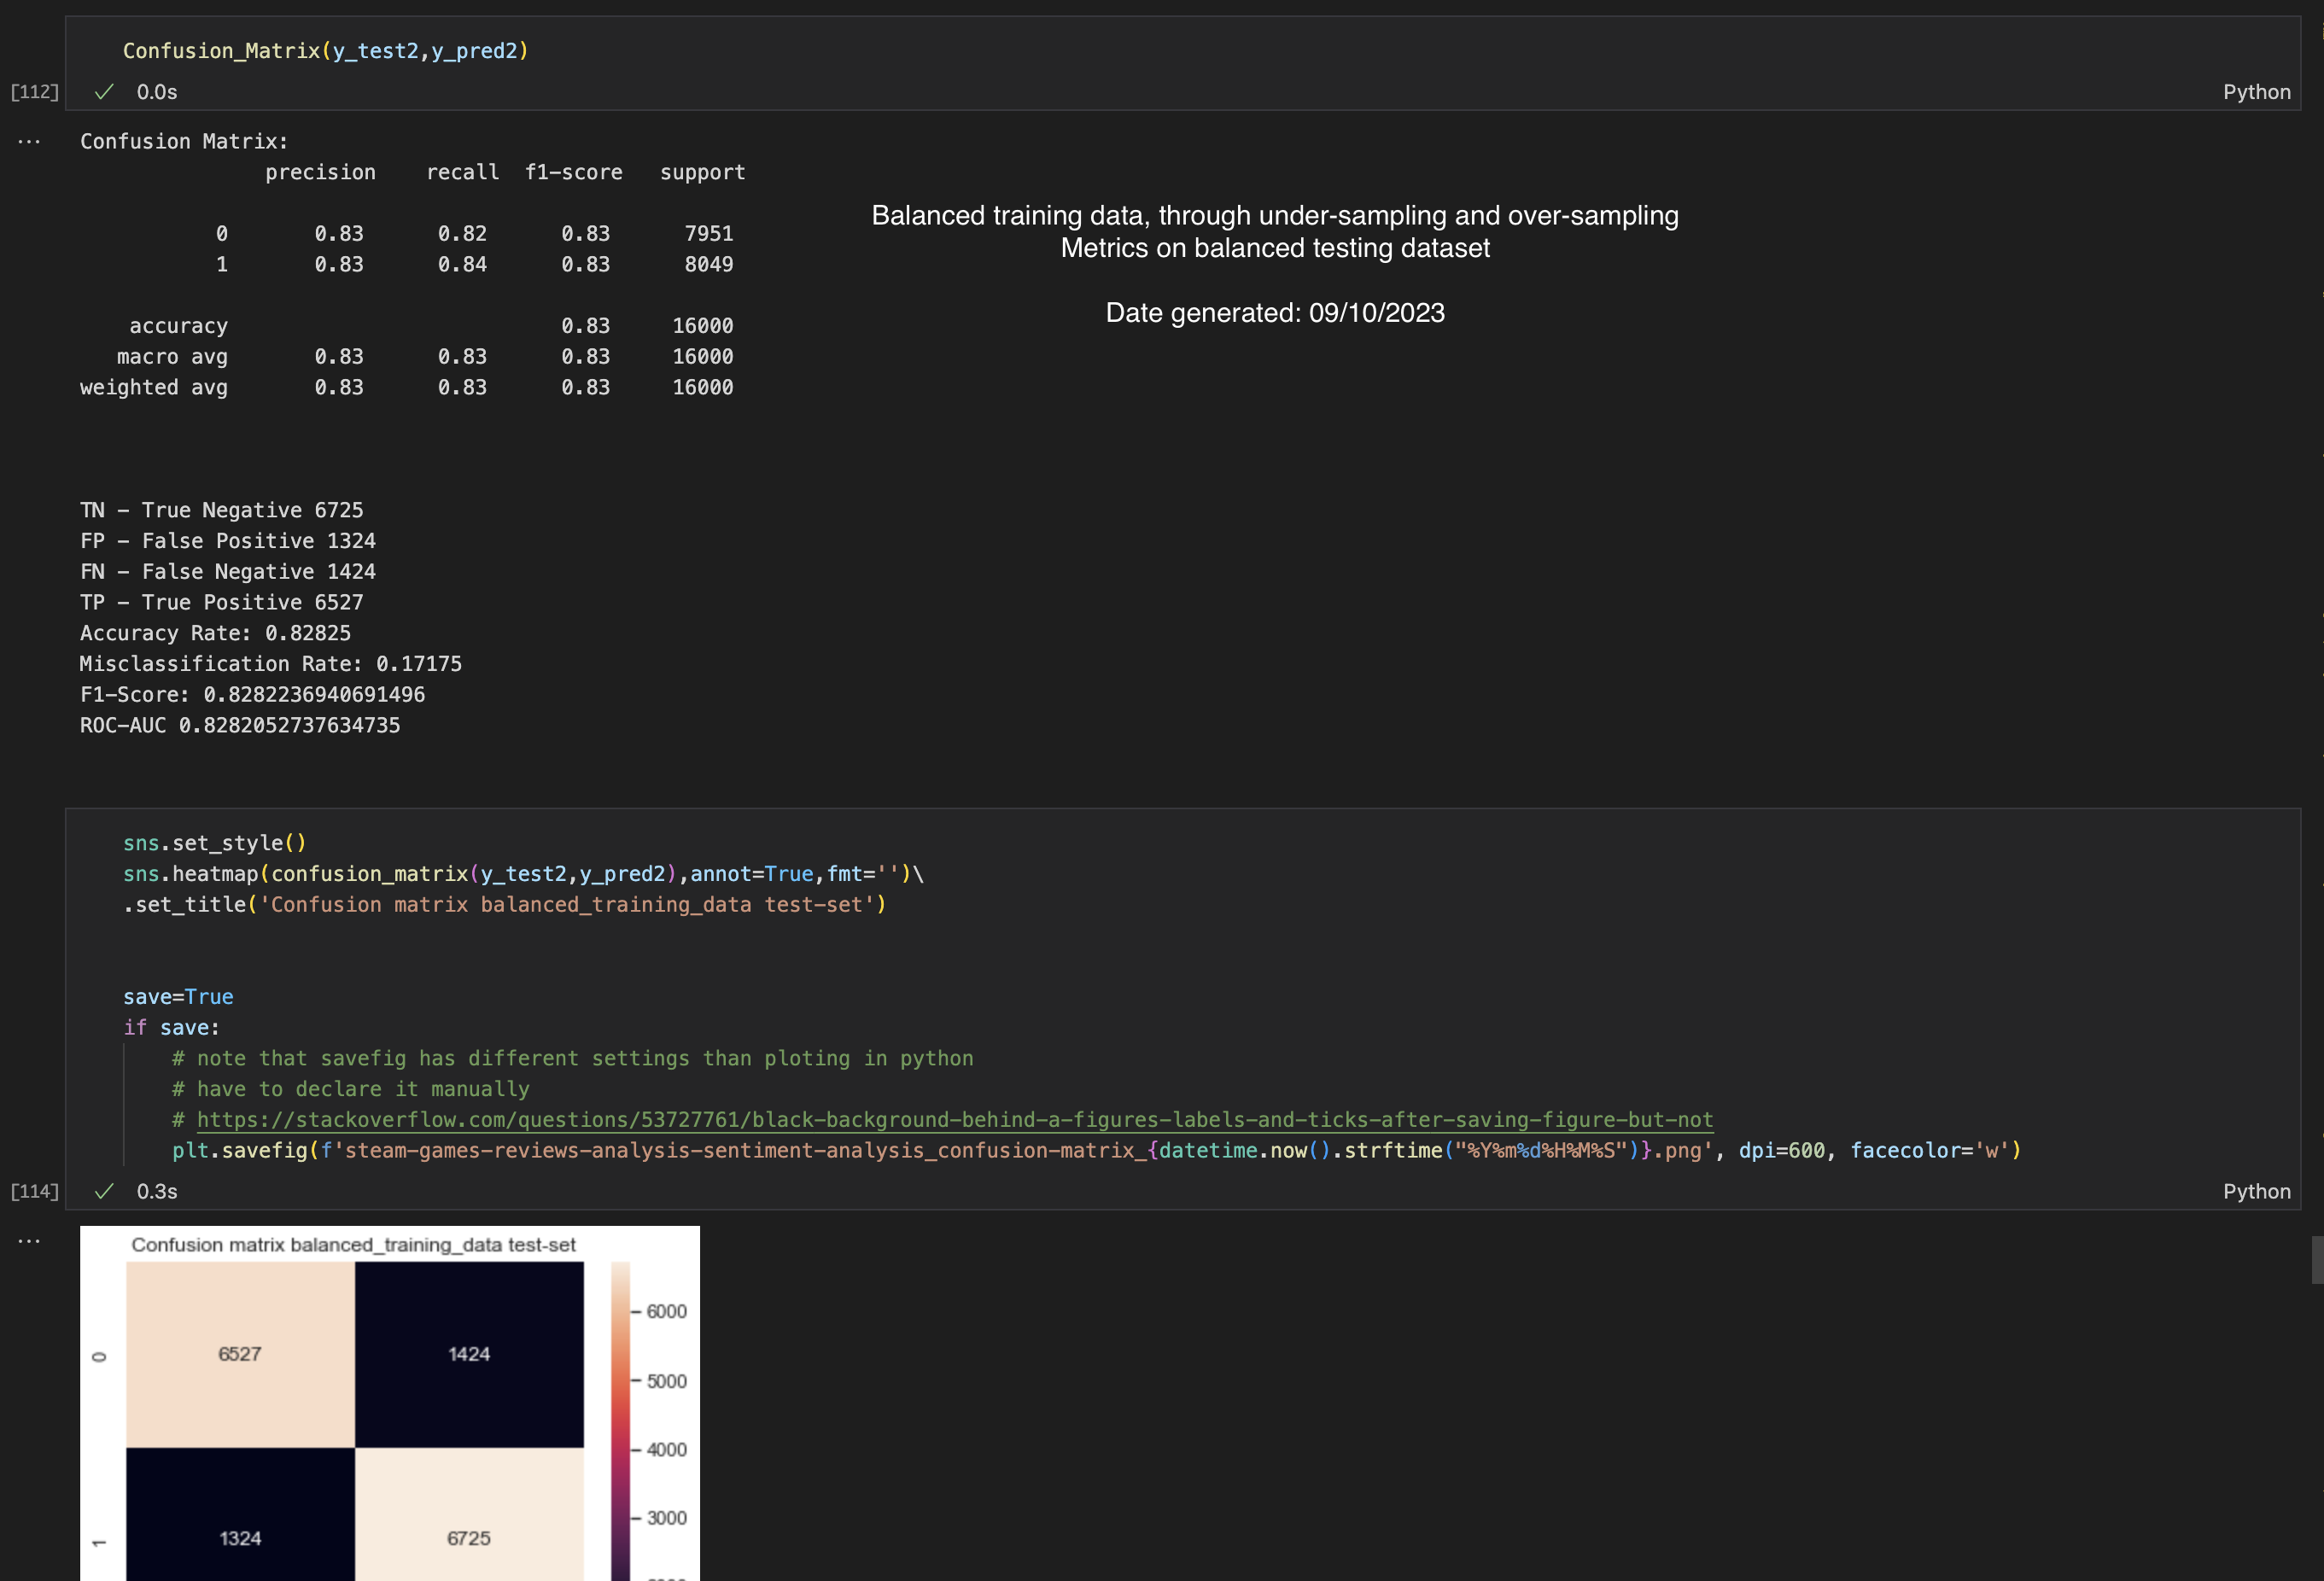 Confusion_Matrix(y_test2,y_pred2)
[112] ✓ 0.0s Python
... Confusion Matrix:
precision recall f1-score support
0 0.83 0.82 0.83 7951
1 0.83 0.84 0.83 8049
accuracy 0.83 16000
macro avg 0.83 0.83 0.83 16000
weighted avg 0.83 0.83 0.83 16000
Balanced training data, through under-sampling and over-sampling
Metrics on balanced testing dataset
Date generated: 09/10/2023
TN - True Negative 6725
FP - False Positive 1324
FN - False Negative 1424
TP - True Positive 6527
Accuracy Rate: 0.82825
Misclassification Rate: 0.17175
F1-Score: 0.8282236940691496
ROC-AUC 0.8282052737634735
sns.set_style()
sns.heatmap(confusion_matrix(y_test2,y_pred2),annot=True,fmt='')\
.set_title('Confusion matrix balanced_training_data test-set')
save=True
if save:
# note that savefig has different settings than ploting in python
# have to declare it manually
# https://stackoverflow.com/questions/53727761/black-background-behind-a-figures-labels-and-ticks-after-saving-figure-but-not
plt.savefig(f'steam-games-reviews-analysis-sentiment-analysis_confusion-matrix_{datetime.now().strftime("%Y%m%d%H%M%S")}.png', dpi=600, facecolor='w')
[114] ✓ 0.3s Python
...
Confusion matrix balanced_training_data test-set
6000
0 6527 1424
5000
4000
3000
1 1324 6725